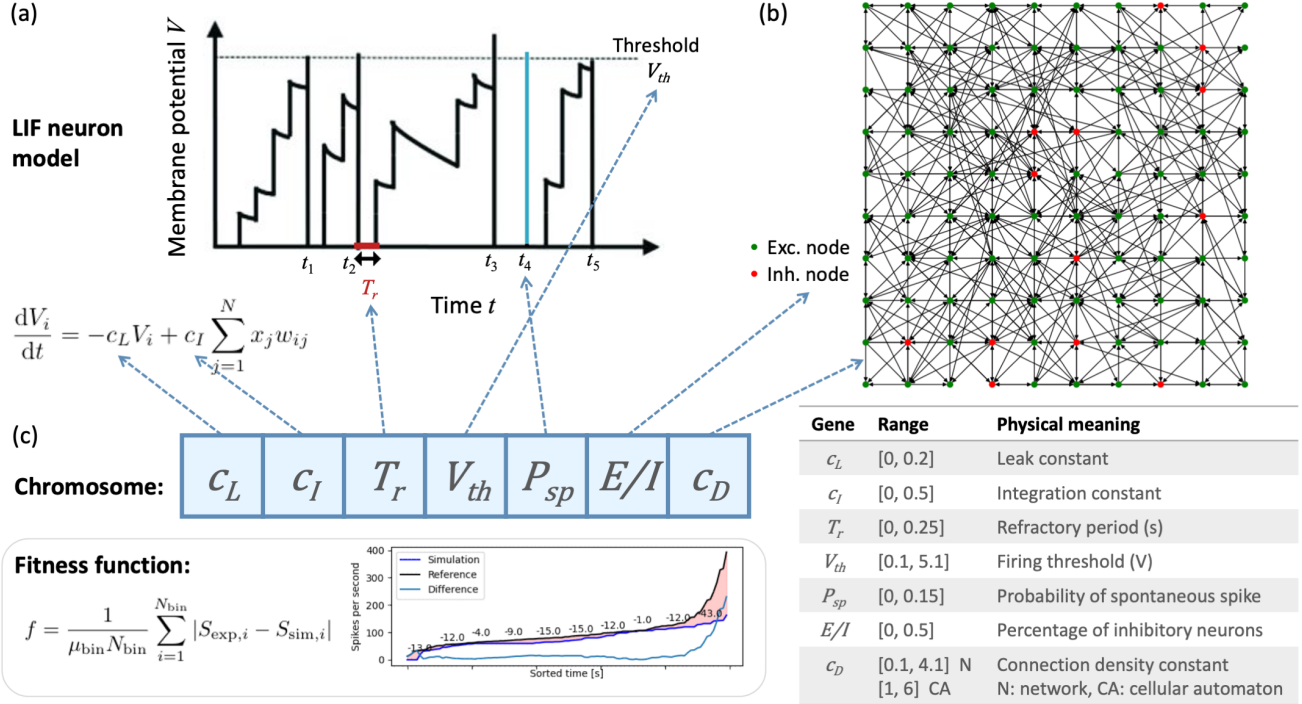 (a)
LIF neuron
model
Membrane potential V
Threshold
V_th
t_1
t_2
t_3
t_4
t_5
T_r
Time t
dV_i/dt = −c_L V_i + c_I ∑_{j=1}^{N} x_j w_{ij}
(b)
Exc. node
Inh. node
(c)
Chromosome:
c_L c_I T_r V_th P_sp E/I c_D
Fitness function:
f = 1/(μ_bin N_bin) ∑_{i=1}^{N_bin} |S_{exp,i} − S_{sim,i}|
Spikes per second
400
300
200
100
0
Simulation
Reference
Difference
-13.0 -12.0 -4.0 -9.0 -15.0 -15.0 -12.0 -1.0 -12.0 -43.0
Sorted time [s]
Gene Range Physical meaning
c_L [0, 0.2] Leak constant
c_I [0, 0.5] Integration constant
T_r [0, 0.25] Refractory period (s)
V_th [0.1, 5.1] Firing threshold (V)
P_sp [0, 0.15] Probability of spontaneous spike
E/I [0, 0.5] Percentage of inhibitory neurons
c_D [0.1, 4.1] N Connection density constant
[1, 6] CA N: network, CA: cellular automaton